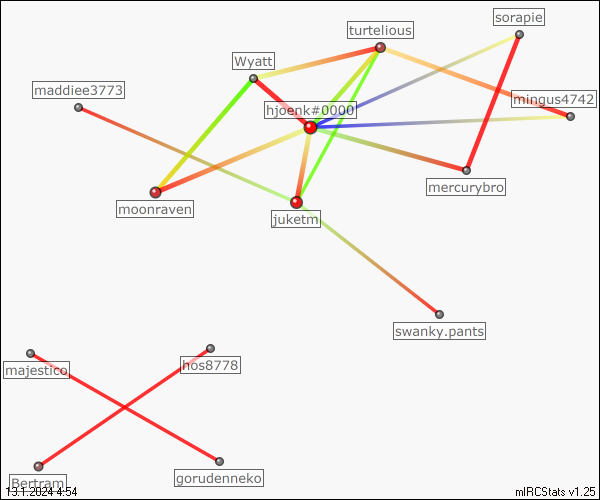 sorapie
turtelious
Wyatt
maddiee3773
mingus4742
hjoenk#0000
mercurybro
moonraven
juketm
swanky.pants
hos8778
majestico
gorudenneko
Bertram
13.1.2024 4:54
mIRCStats v1.25